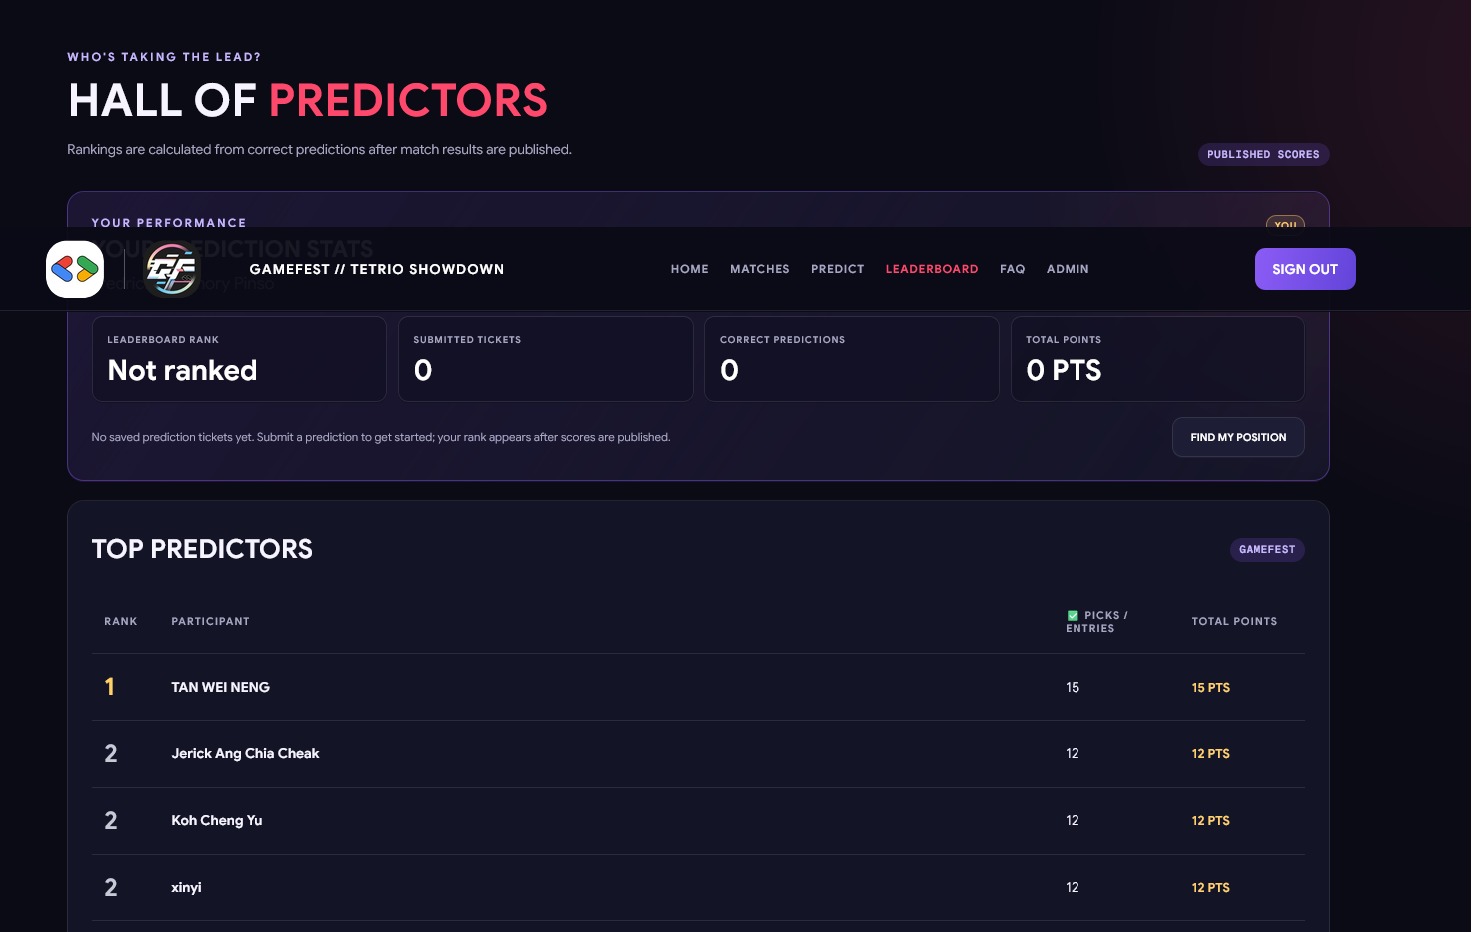 WHO'S TAKING THE LEAD?
HALL OF PREDICTORS
Rankings are calculated from correct predictions after match results are published.
PUBLISHED SCORES
YOUR PERFORMANCE
YOU
STATS
GAMEFEST // TETRIO SHOWDOWN
HOME
MATCHES
PREDICT
LEADERBOARD
FAQ
ADMIN
SIGN OUT
LEADERBOARD RANK
Not ranked
SUBMITTED TICKETS
0
CORRECT PREDICTIONS
0
TOTAL POINTS
0 PTS
No saved prediction tickets yet. Submit a prediction to get started; your rank appears after scores are published.
FIND MY POSITION
TOP PREDICTORS
GAMEFEST
RANK
PARTICIPANT
✅ PICKS /
ENTRIES
TOTAL POINTS
1 TAN WEI NENG 15 15 PTS
2 Jerick Ang Chia Cheak 12 12 PTS
2 Koh Cheng Yu 12 12 PTS
2 xinyi 12 12 PTS